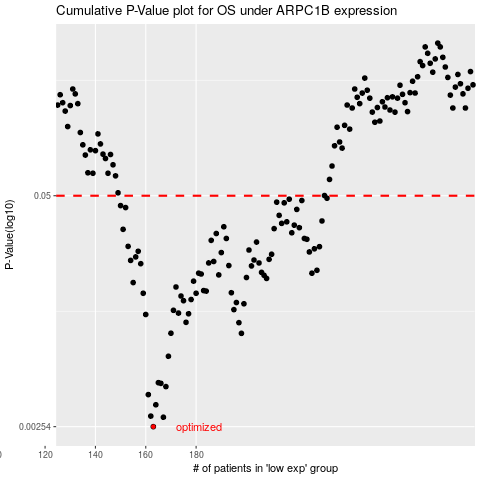 Cumulative P-Value plot for OS under ARPC1B expression
P-Value(log10)
0.05
0.00254
optimized
0 120 140 160 180
# of patients in 'low exp' group